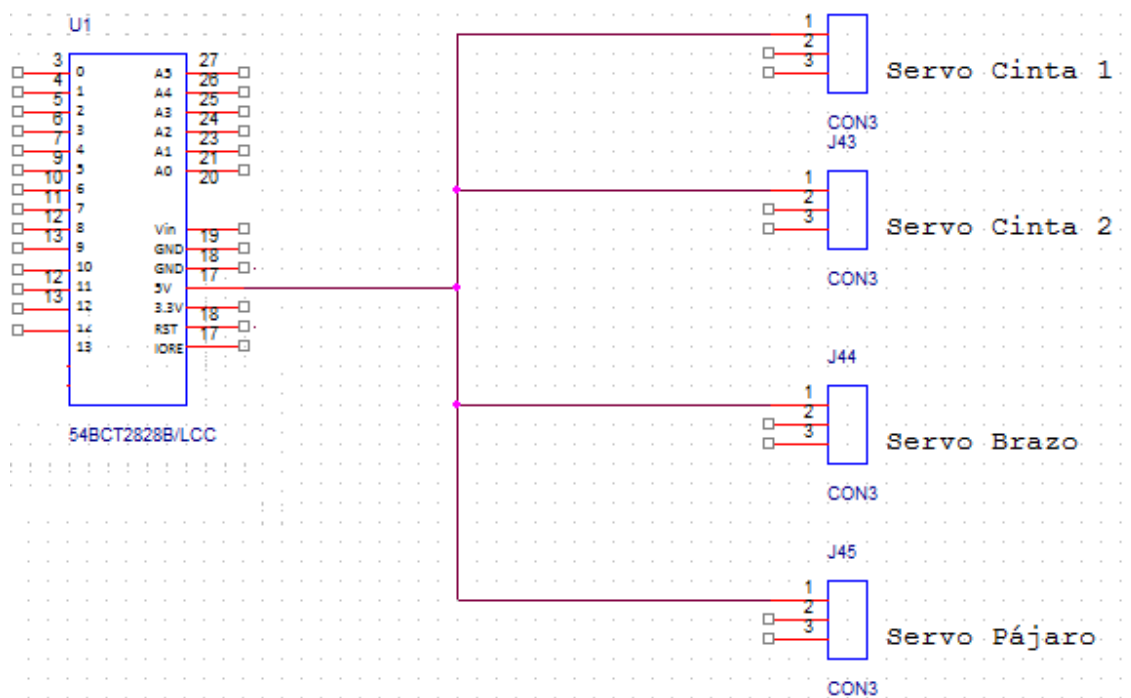 U1
3
0
4
1
5
2
6
3
7
4
9
5
10
6
11
7
12
8
13
9
10
12
11
13
12
12
13
27
A5
26
A4
25
A3
24
A2
23
A1
21
A0
20
Vin
19
GND
18
GND
17
5V
3.3V
18
RST
17
IORE
54BCT2828B/LCC
1
2
3
Servo Cinta 1
CON3
J43
1
2
3
Servo Cinta 2
CON3
J44
1
2
3
Servo Brazo
CON3
J45
1
2
3
Servo Pájaro
CON3